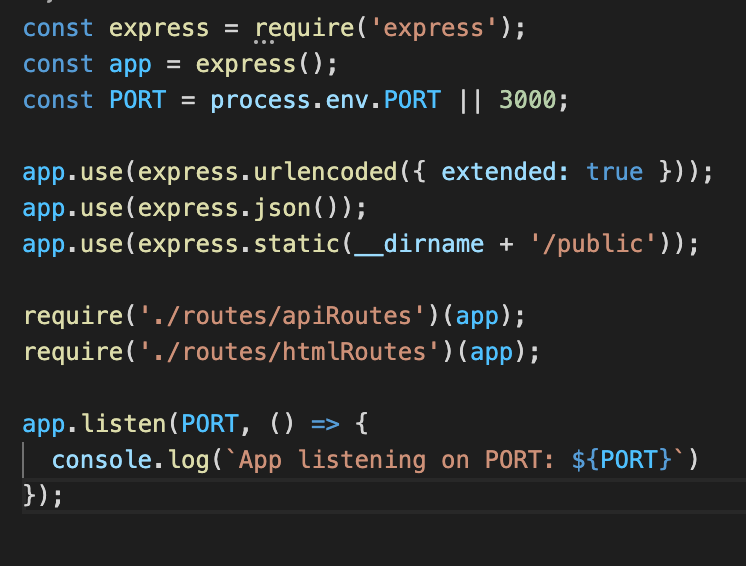 const express = require('express');
const app = express();
const PORT = process.env.PORT || 3000;

app.use(express.urlencoded({ extended: true }));
app.use(express.json());
app.use(express.static(__dirname + '/public'));

require('./routes/apiRoutes')(app);
require('./routes/htmlRoutes')(app);

app.listen(PORT, () => {
  console.log(`App listening on PORT: ${PORT}`)
});